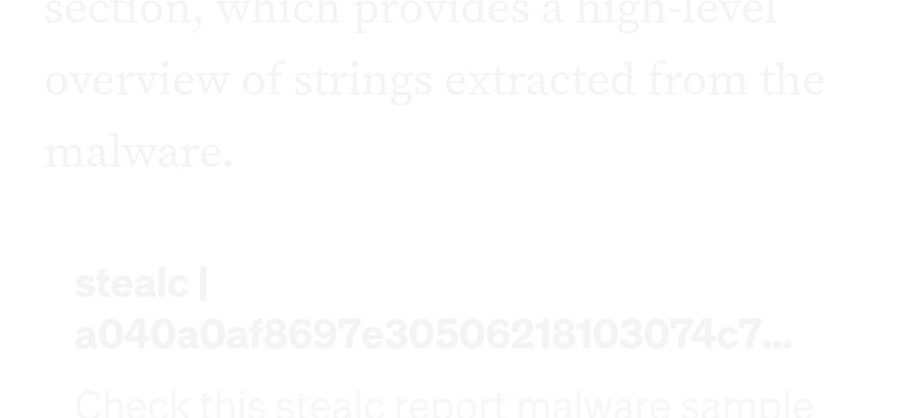 section, which provides a high-level
overview of strings extracted from the
malware.
stealc |
a040a0af8697e30506218103074c7...
Check this stealc report malware sample